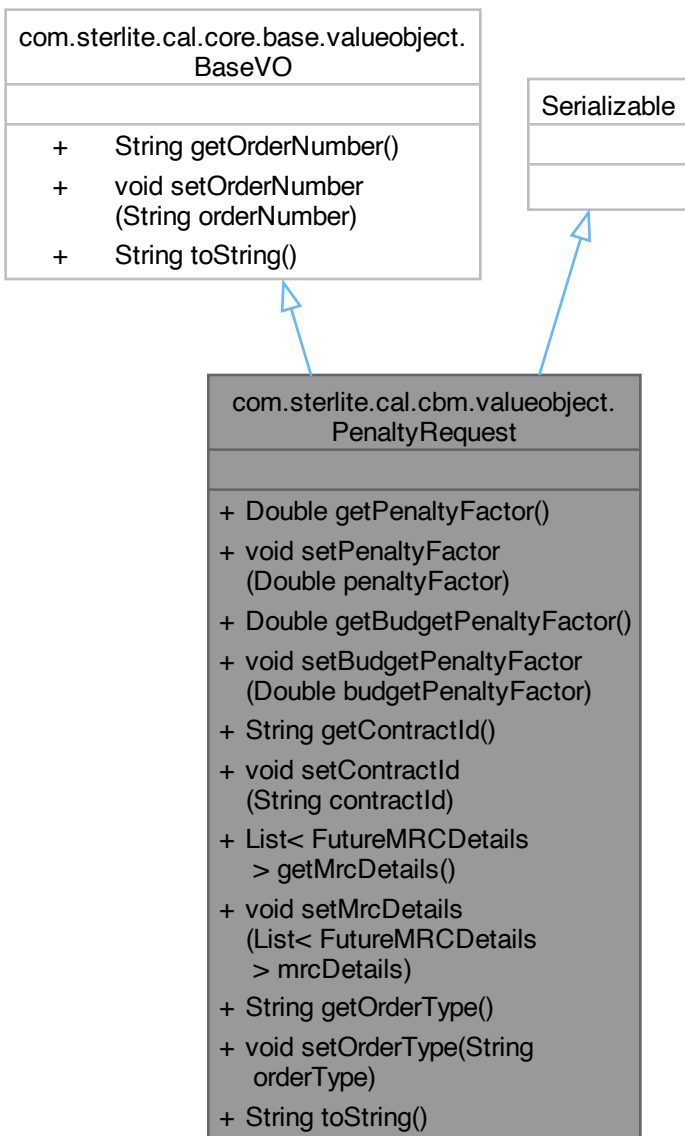 com.sterlite.cal.core.base.valueobject.
BaseVO
+ String getOrderNumber()
+ void setOrderNumber
(String orderNumber)
+ String toString()
Serializable
com.sterlite.cal.cbm.valueobject.
PenaltyRequest
+ Double getPenaltyFactor()
+ void setPenaltyFactor
(Double penaltyFactor)
+ Double getBudgetPenaltyFactor()
+ void setBudgetPenaltyFactor
(Double budgetPenaltyFactor)
+ String getContractId()
+ void setContractId
(String contractId)
+ List< FutureMRCDetails
> getMrcDetails()
+ void setMrcDetails
(List< FutureMRCDetails
> mrcDetails)
+ String getOrderType()
+ void setOrderType(String
orderType)
+ String toString()